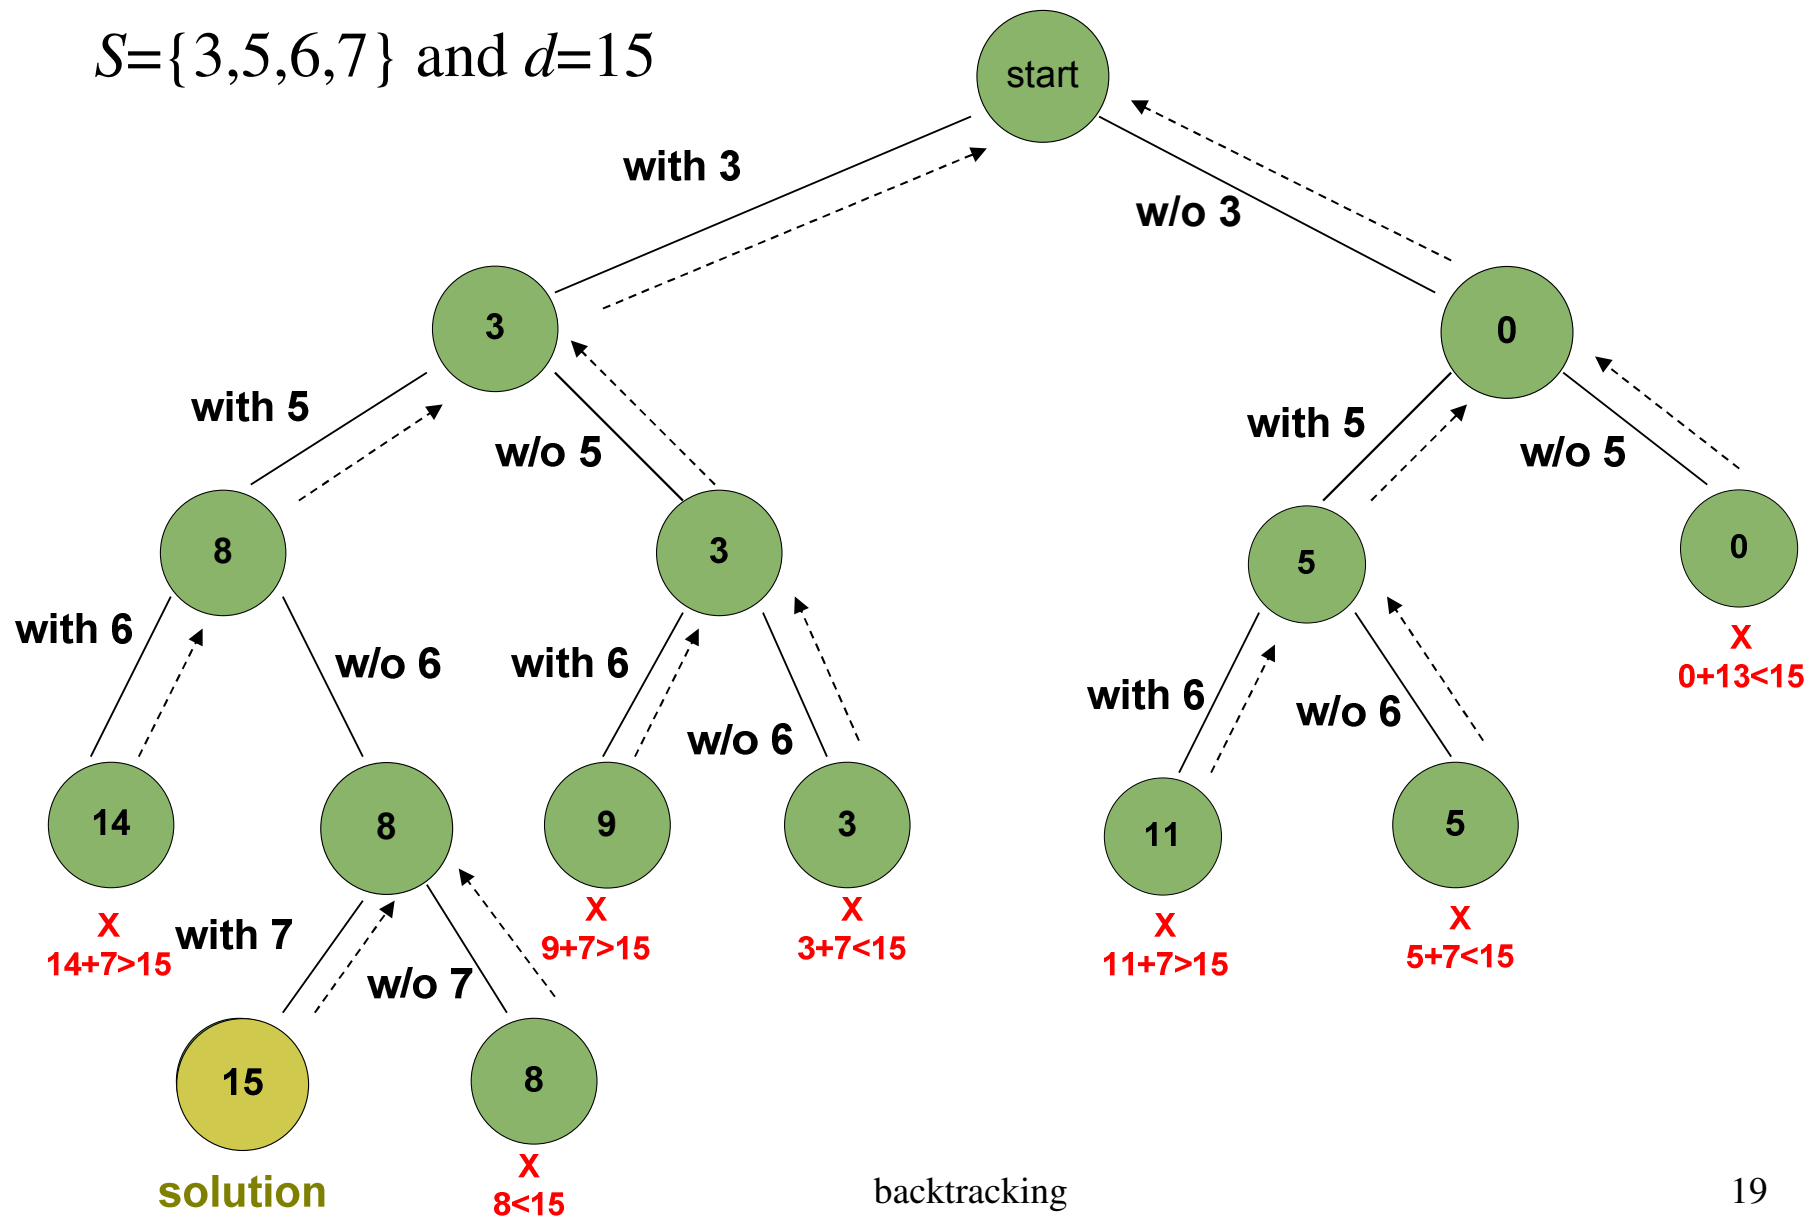 S={3,5,6,7} and d=15
start
with 3
w/o 3
3
0
with 5
w/o 5
with 5
w/o 5
8
3
5
0
X
0+13<15
with 6
w/o 6
with 6
w/o 6
with 6
w/o 6
14
8
9
3
11
5
X
14+7>15
X
9+7>15
X
3+7<15
X
11+7>15
X
5+7<15
with 7
w/o 7
15
8
solution
X
8<15
backtracking
19